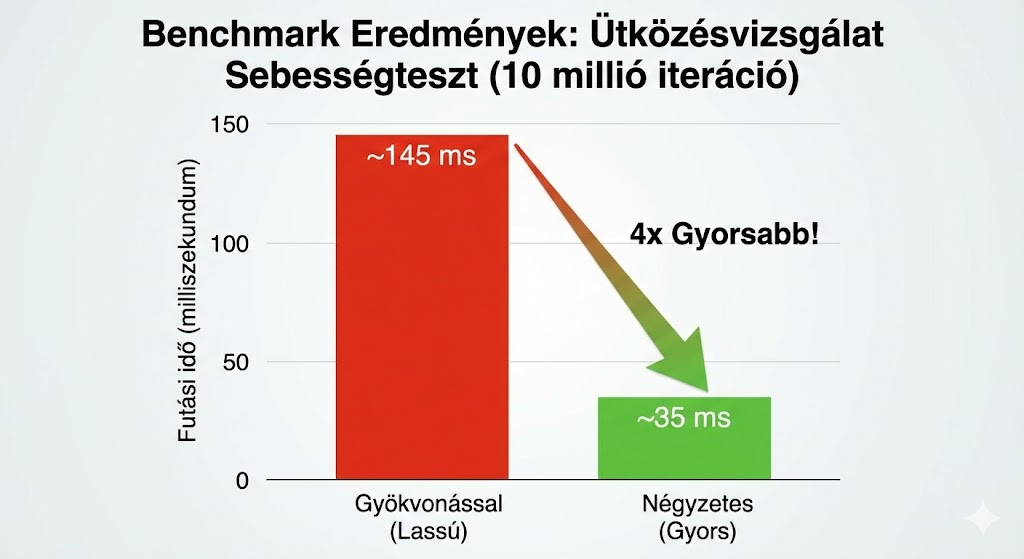 Benchmark Eredmények: Ütközésvizsgálat
Sebességteszt (10 millió iteráció)
Futási idő (milliszekundum)
150
100
50
0
~145 ms
4x Gyorsabb!
~35 ms
Gyökvonással
(Lassú)
Négyzetes
(Gyors)